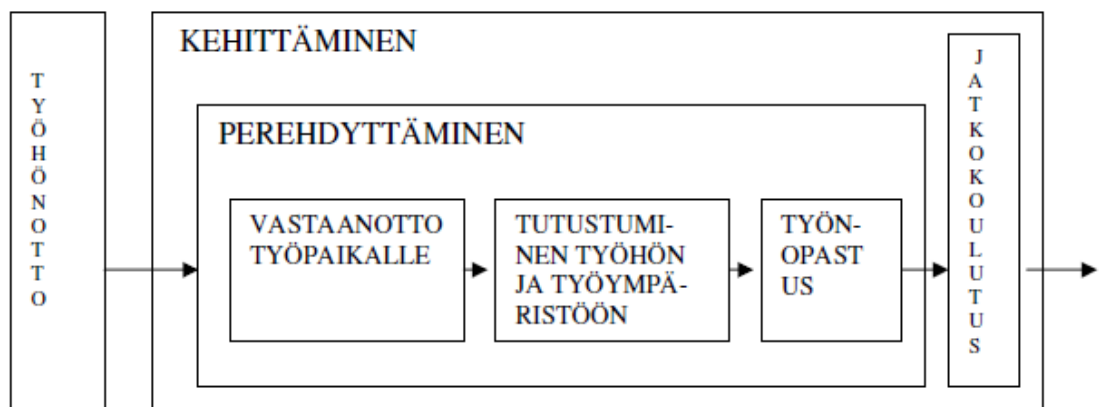 TYÖHÖNOTTO
KEHITTÄMINEN
PEREHDYTTÄMINEN
VASTAANOTTO
TYÖPAIKALLE
TUTUSTUMI-
NEN TYÖHÖN
JA TYÖYMPÄ-
RISTÖÖN
TYÖN-
OPAST
US
JATKOKOULUTUS